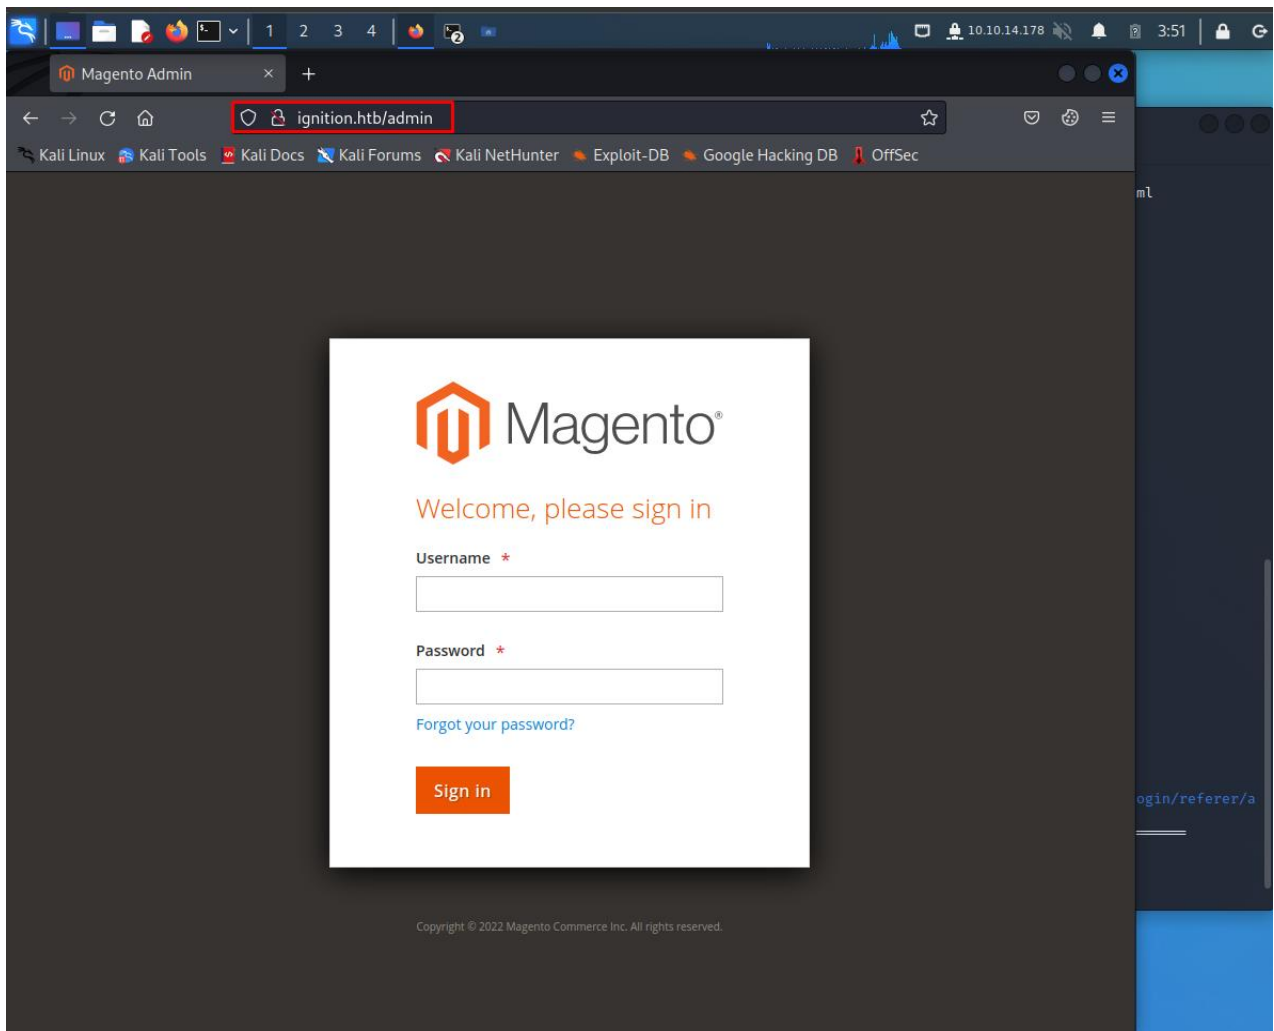 1 2 3 4 2 10.10.14.178 3:51
Magento Admin
ignition.htb/admin
Kali Linux Kali Tools Kali Docs Kali Forums Kali NetHunter Exploit-DB Google Hacking DB OffSec
ml
Magento®
Welcome, please sign in
Username *
Password *
Forgot your password?
Sign in
ogin/referer/a
Copyright © 2022 Magento Commerce Inc. All rights reserved.